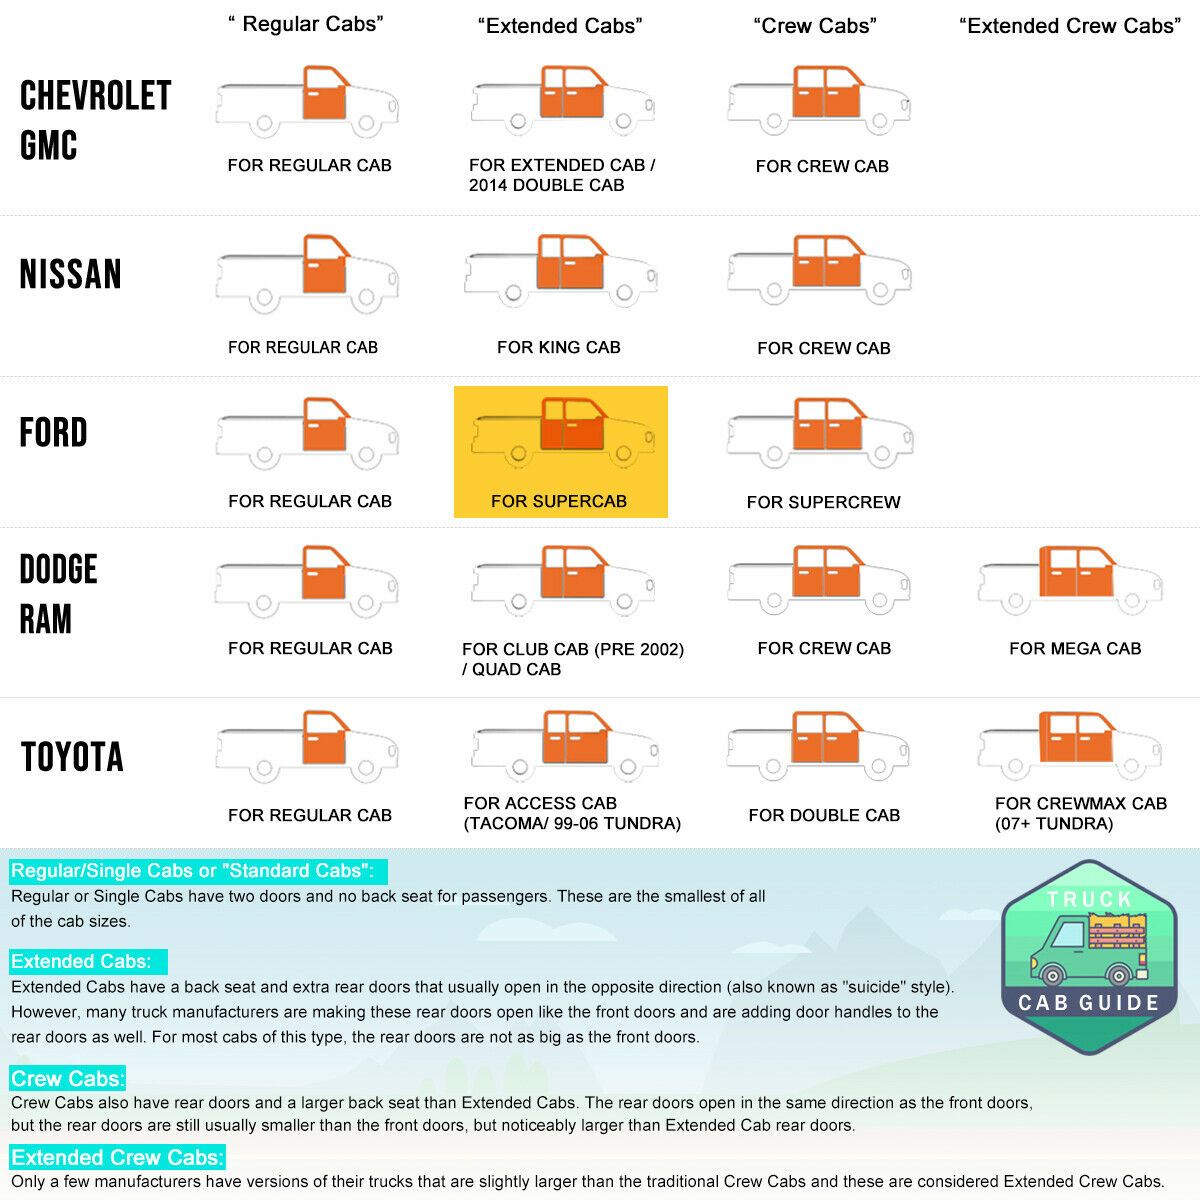 “ Regular Cabs”
“Extended Cabs”
“Crew Cabs”
“Extended Crew Cabs”
CHEVROLET
GMC
FOR REGULAR CAB
FOR EXTENDED CAB /
2014 DOUBLE CAB
FOR CREW CAB
NISSAN
FOR REGULAR CAB
FOR KING CAB
FOR CREW CAB
FORD
FOR REGULAR CAB
FOR SUPERCAB
FOR SUPERCREW
DODGE
RAM
FOR REGULAR CAB
FOR CLUB CAB (PRE 2002)
/ QUAD CAB
FOR CREW CAB
FOR MEGA CAB
TOYOTA
FOR REGULAR CAB
FOR ACCESS CAB
(TACOMA/ 99-06 TUNDRA)
FOR DOUBLE CAB
FOR CREWMAX CAB
(07+ TUNDRA)
Regular/Single Cabs or "Standard Cabs":
Regular or Single Cabs have two doors and no back seat for passengers. These are the smallest of all
of the cab sizes.
TRUCK
CAB GUIDE
Extended Cabs:
Extended Cabs have a back seat and extra rear doors that usually open in the opposite direction (also known as "suicide" style).
However, many truck manufacturers are making these rear doors open like the front doors and are adding door handles to the
rear doors as well. For most cabs of this type, the rear doors are not as big as the front doors.
Crew Cabs:
Crew Cabs also have rear doors and a larger back seat than Extended Cabs. The rear doors open in the same direction as the front doors,
but the rear doors are still usually smaller than the front doors, but noticeably larger than Extended Cab rear doors.
Extended Crew Cabs:
Only a few manufacturers have versions of their trucks that are slightly larger than the traditional Crew Cabs and these are considered Extended Crew Cabs.